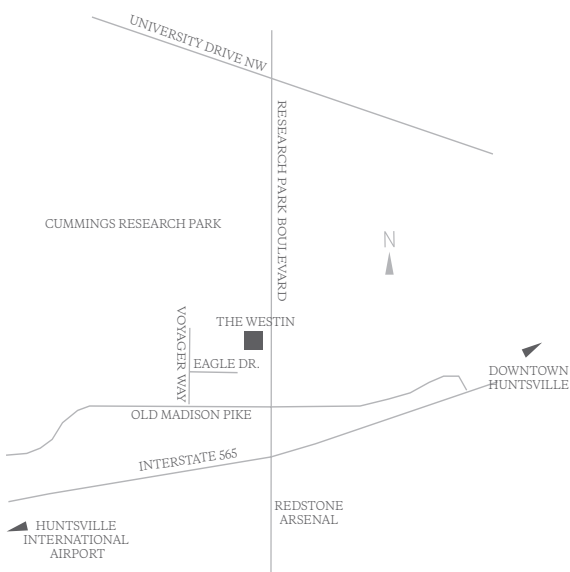 UNIVERSITY DRIVE NW
RESEARCH PARK BOULEVARD
CUMMINGS RESEARCH PARK
N
THE WESTIN
VOYAGER WAY
EAGLE DR.
DOWNTOWN
HUNTSVILLE
OLD MADISON PIKE
INTERSTATE 565
REDSTONE
ARSENAL
HUNTSVILLE
INTERNATIONAL
AIRPORT